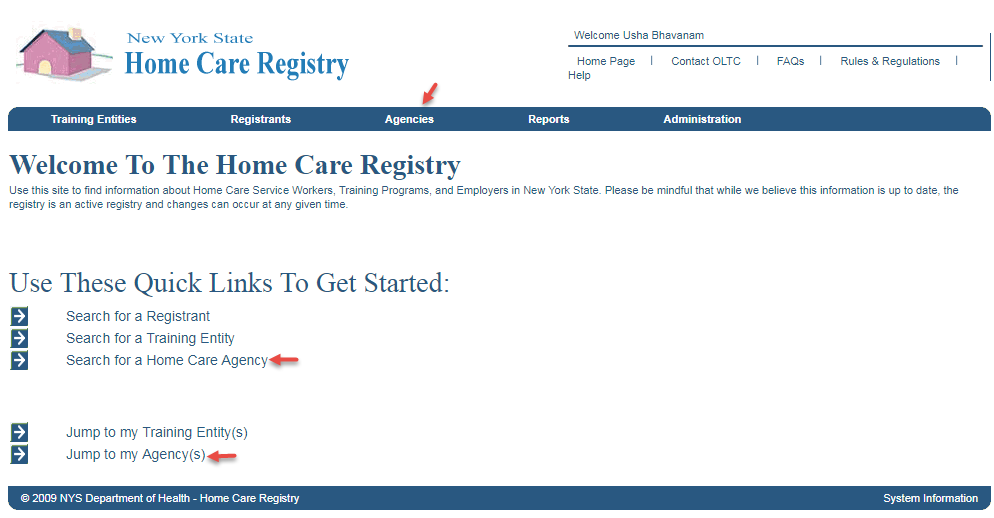 New York State
Home Care Registry
Welcome Usha Bhavanam
Home Page | Contact OLTC | FAQs | Rules & Regulations |
Help
Training Entities Registrants Agencies Reports Administration
Welcome To The Home Care Registry
Use this site to find information about Home Care Service Workers, Training Programs, and Employers in New York State. Please be mindful that while we believe this information is up to date, the
registry is an active registry and changes can occur at any given time.
Use These Quick Links To Get Started:
Search for a Registrant
Search for a Training Entity
Search for a Home Care Agency
Jump to my Training Entity(s)
Jump to my Agency(s)
© 2009 NYS Department of Health - Home Care Registry System Information